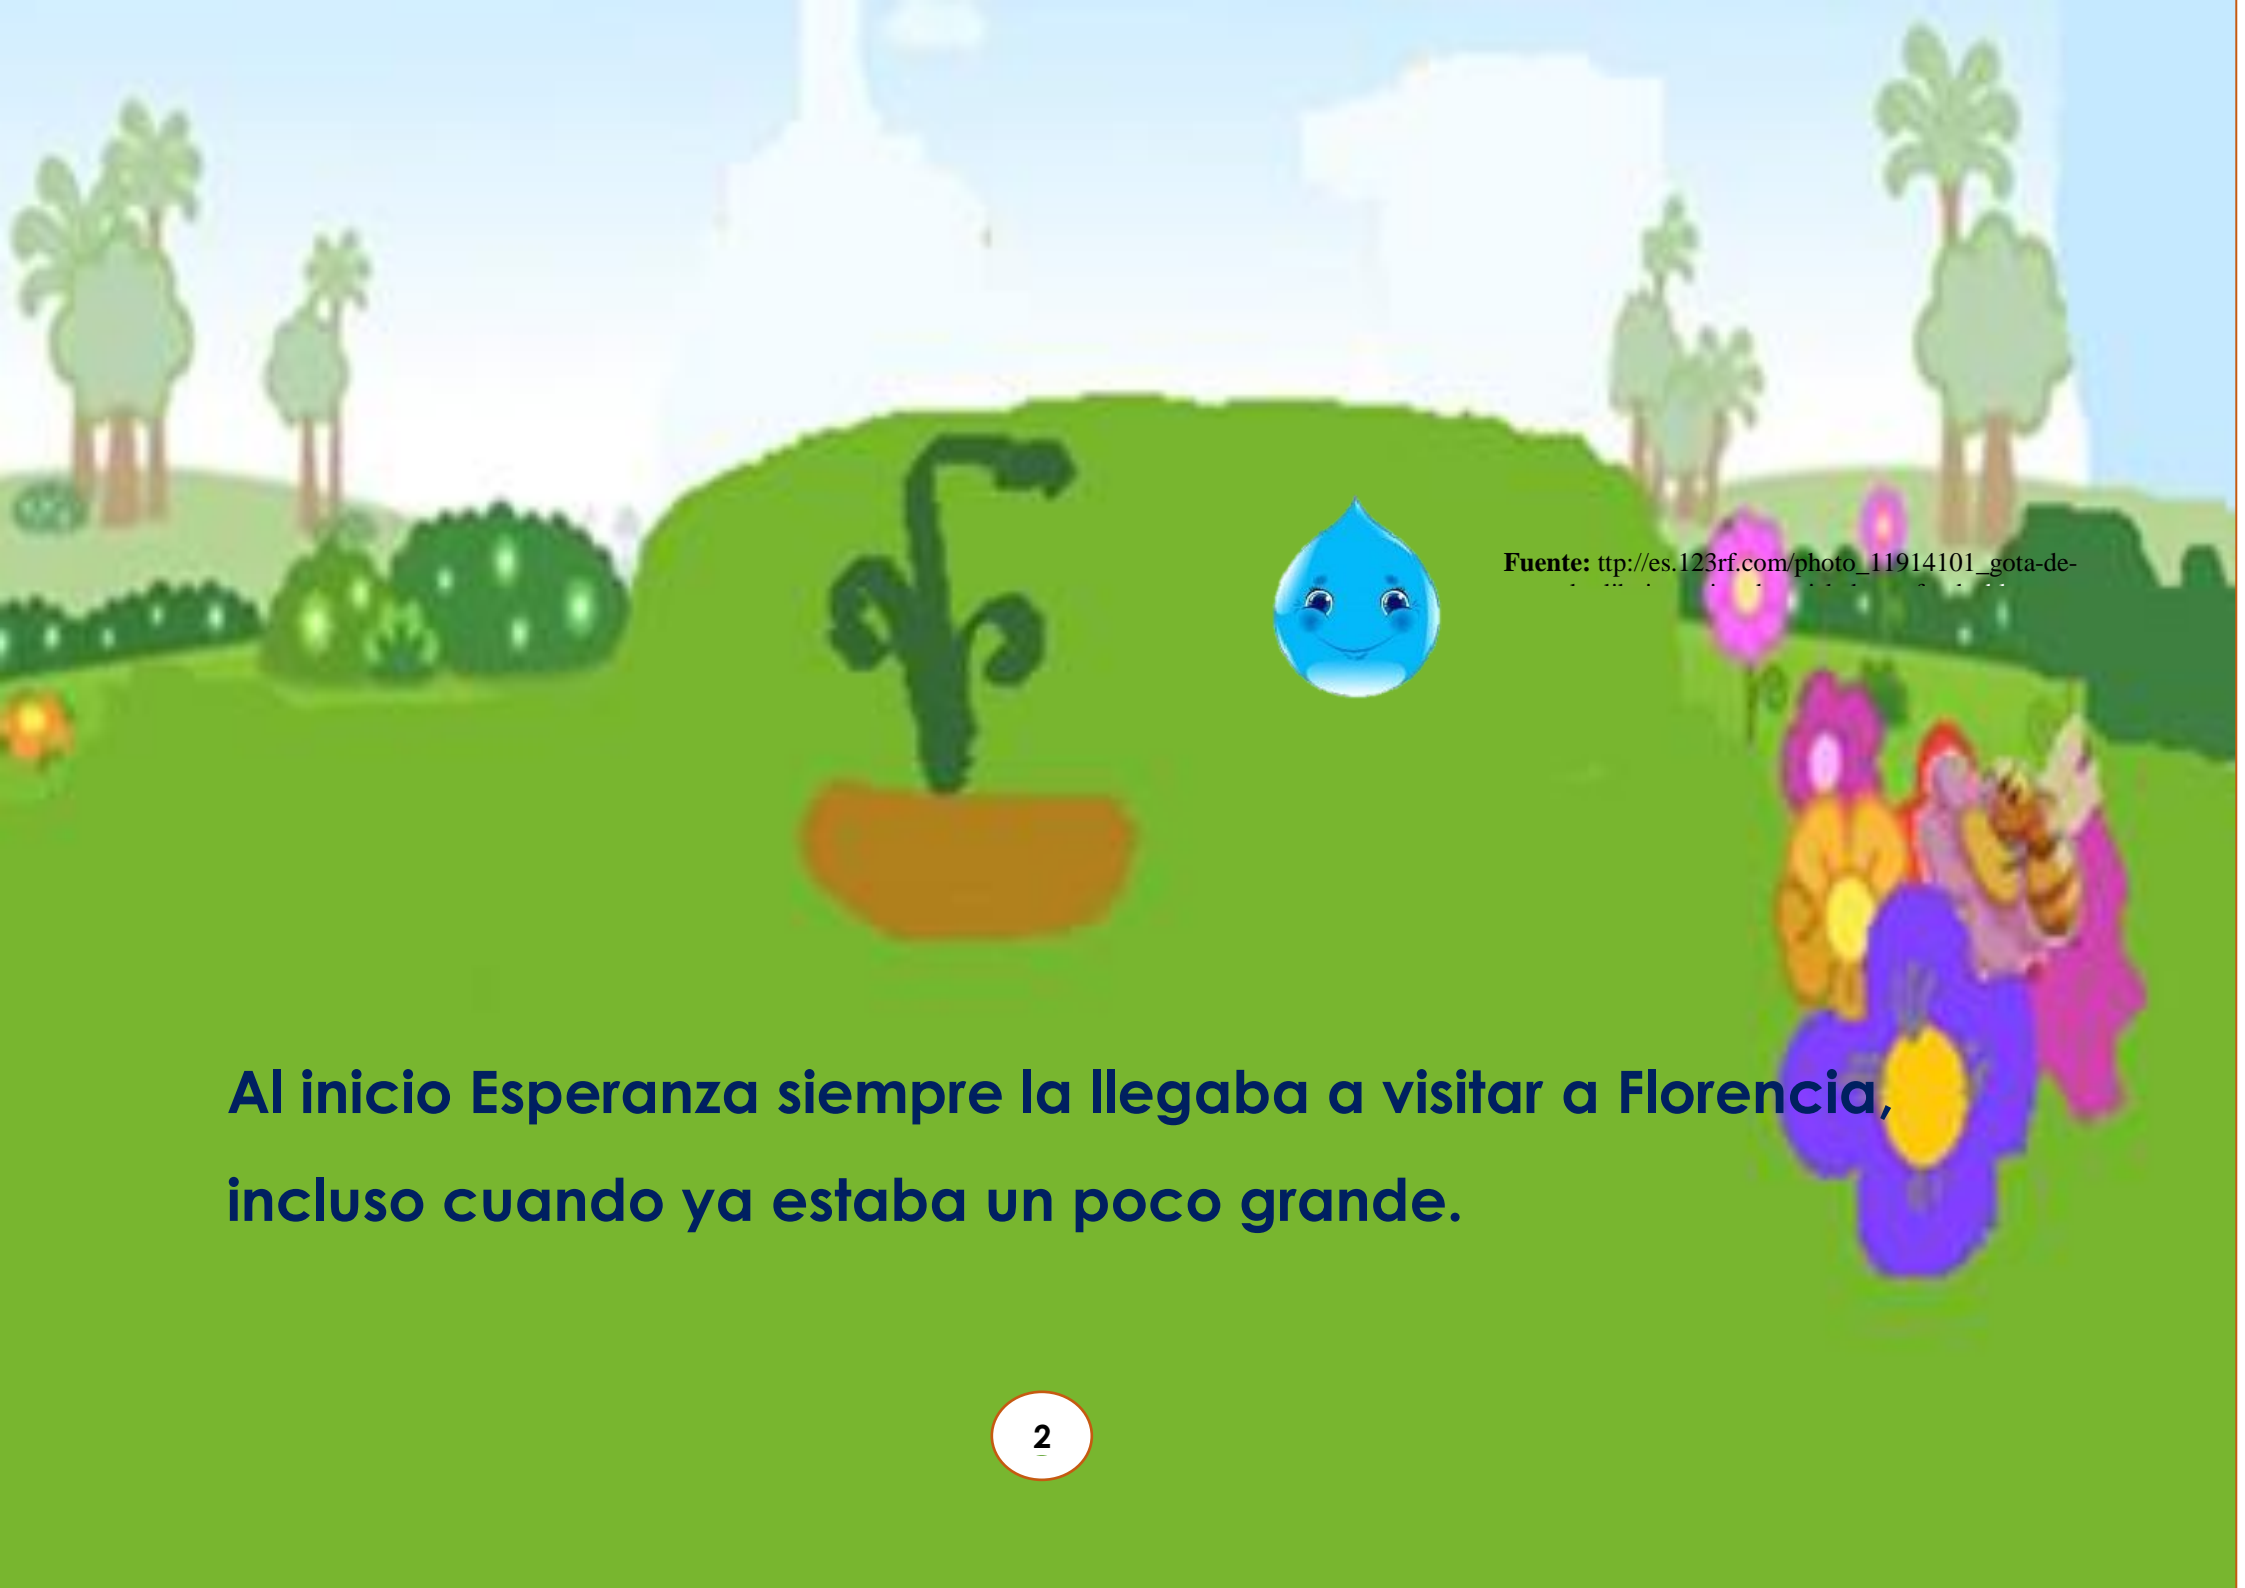 Fuente: ttp://es.123rf.com/photo_11914101_gota-de-
Al inicio Esperanza siempre la llegaba a visitar a Florencia,
incluso cuando ya estaba un poco grande.
2